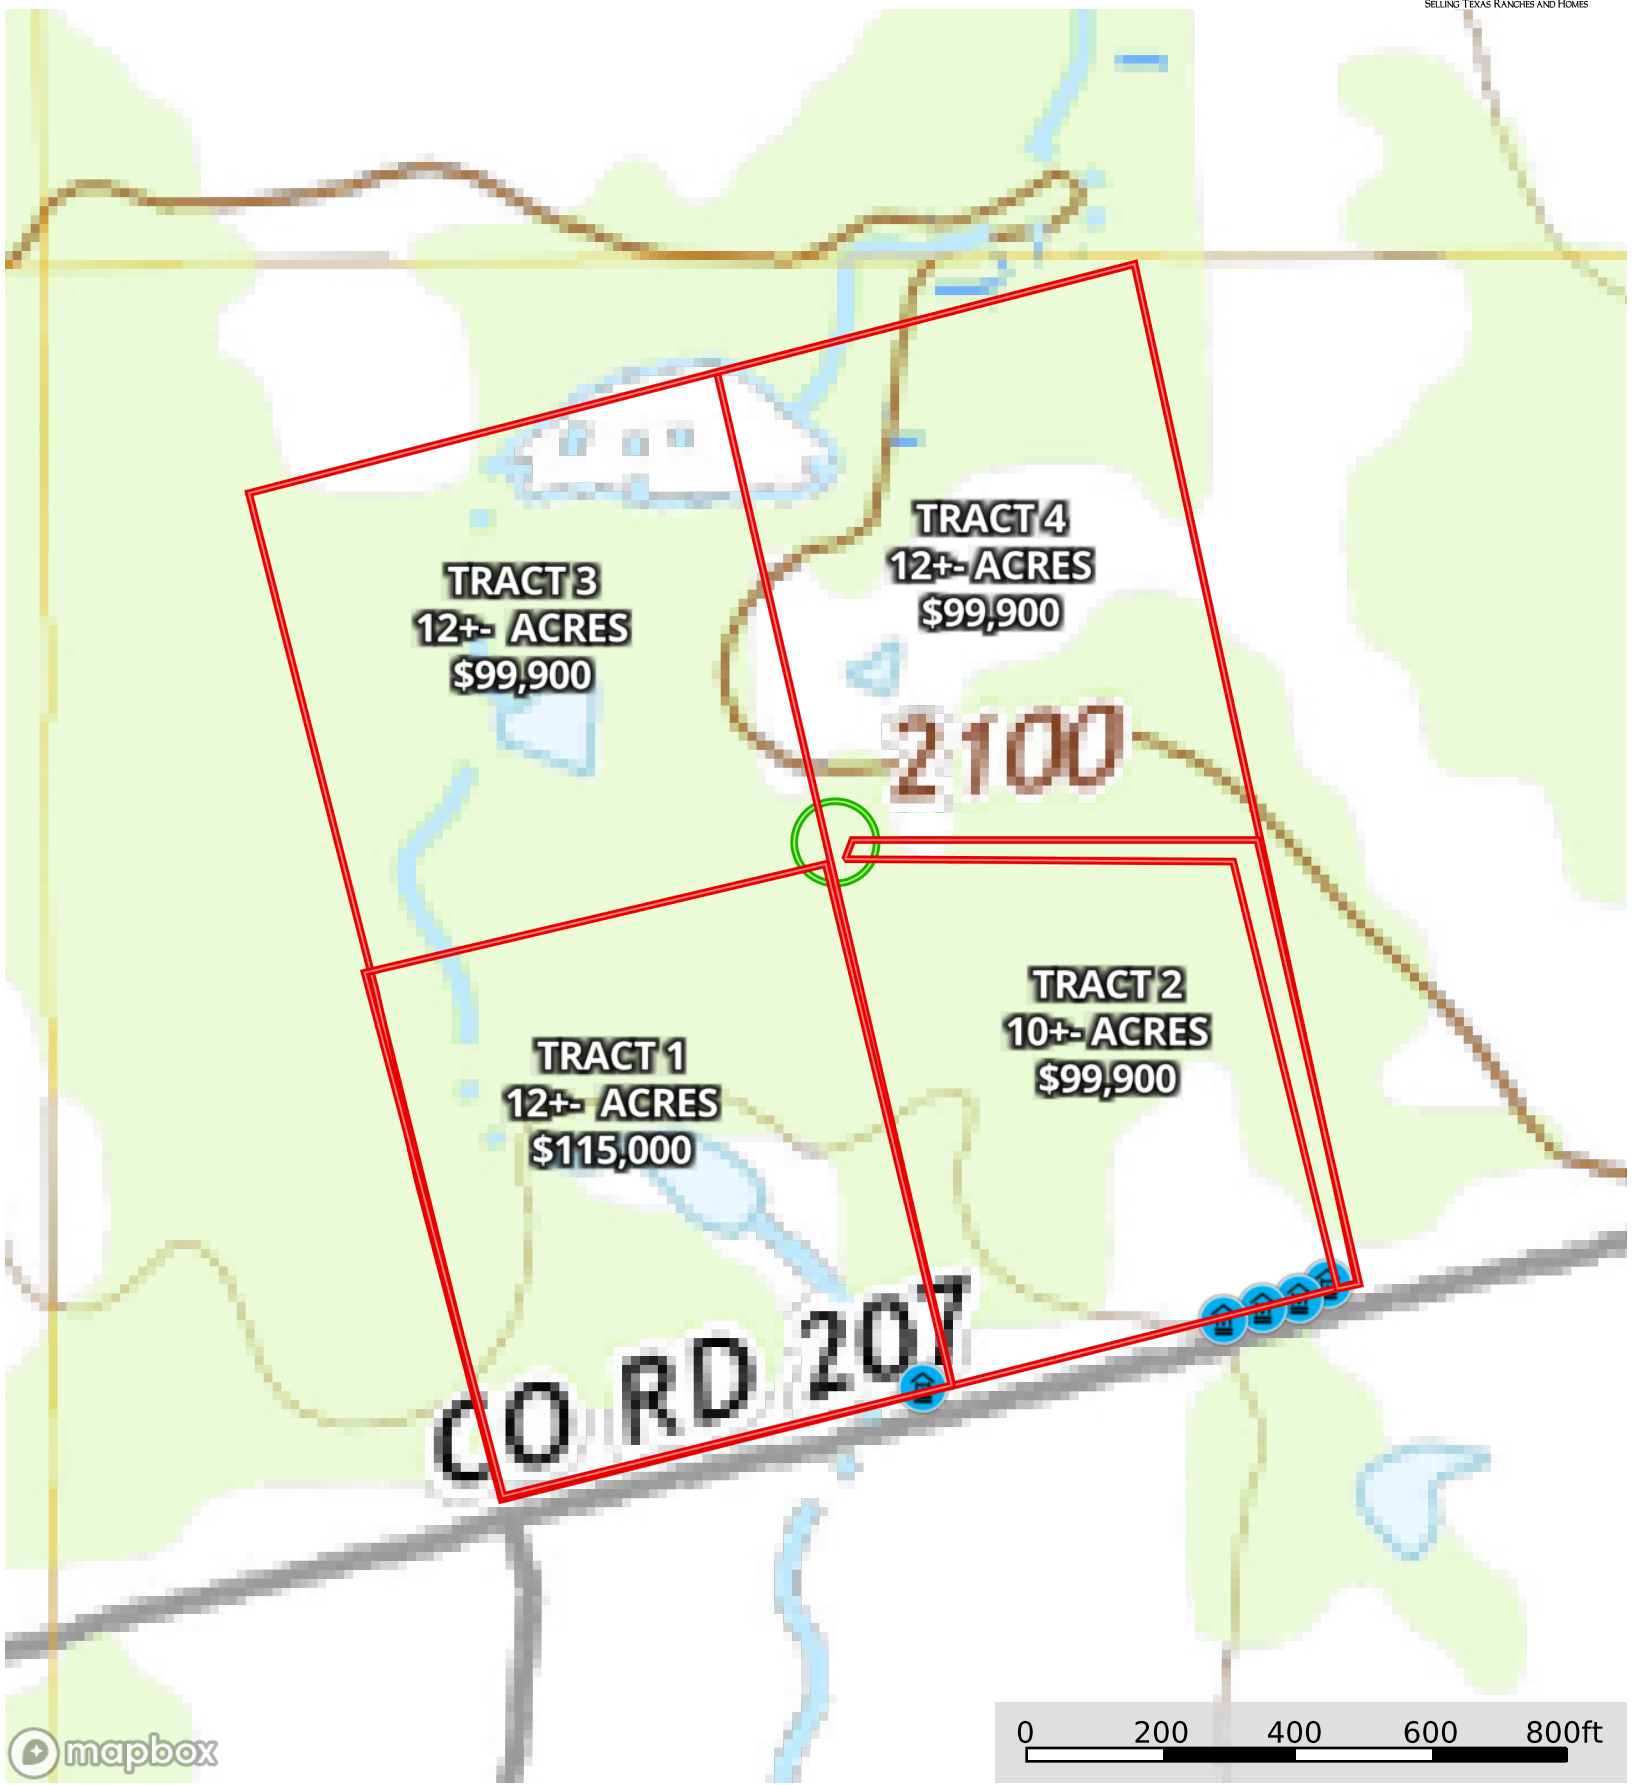 SELLING TEXAS RANCHES AND HOMES
TRACT 4
12+- ACRES
$99,900
TRACT 3
12+- ACRES
$99,900
2100
TRACT 2
10+- ACRES
$99,900
TRACT 1
12+- ACRES
$115,000
CO RD 207
0 200 400 600 800ft
mapbox